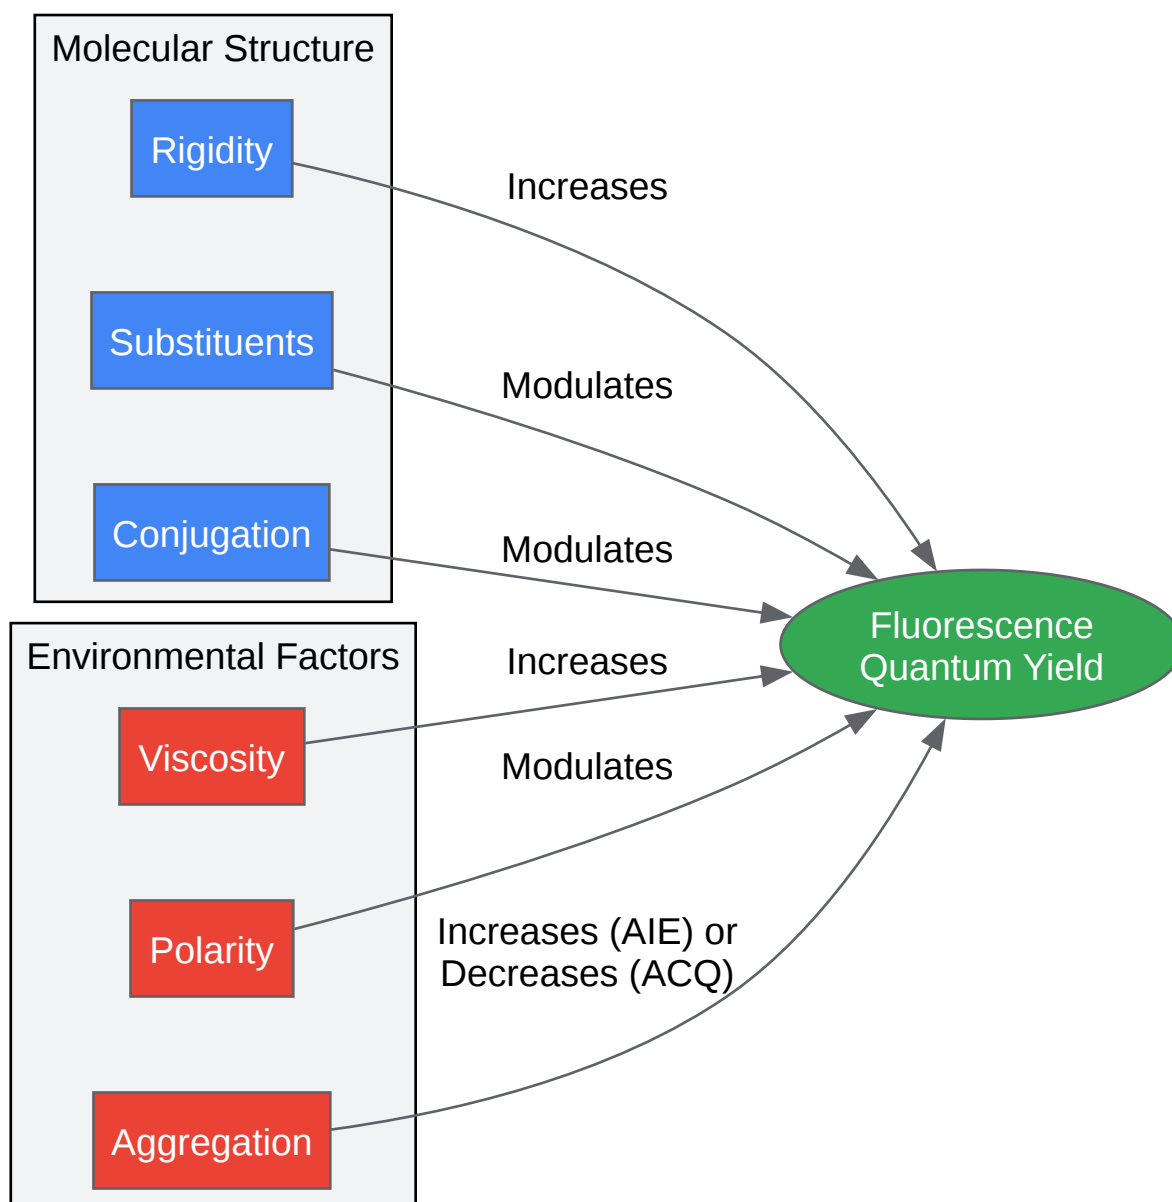 Molecular Structure
Rigidity
Increases
Substituents
Modulates
Conjugation
Modulates
Fluorescence
Quantum Yield
Environmental Factors
Increases
Viscosity
Modulates
Polarity
Increases (AIE) or
Decreases (ACQ)
Aggregation